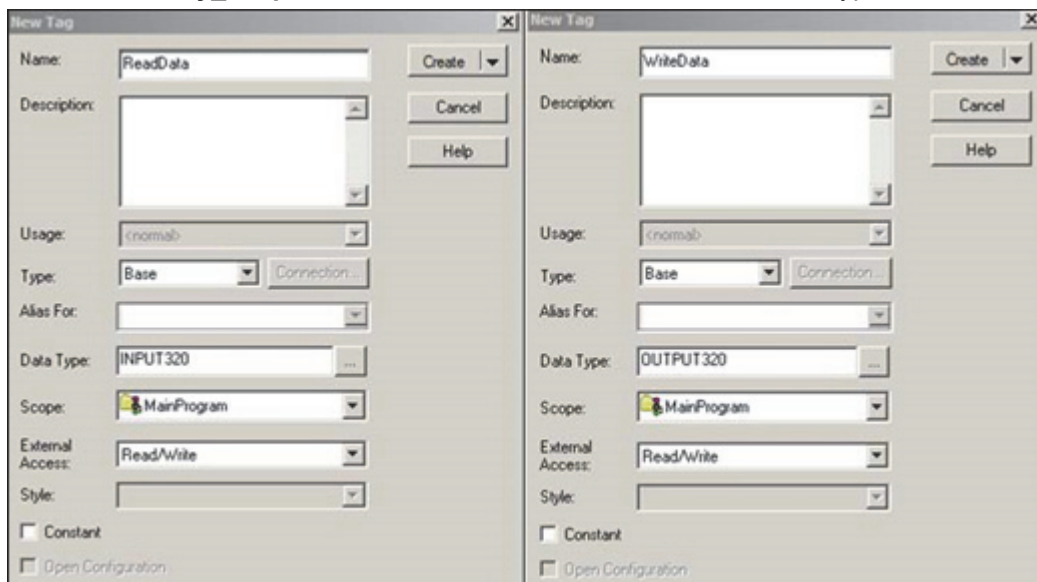 New Tag
Name: ReadData Create
Description: Cancel
Help
Usage: <normal>
Type: Base Connection...
Alias For:
Data Type: INPUT320 ...
Scope: MainProgram
External Access: Read/Write
Style:
Constant
Open Configuration
New Tag
Name: WriteData Create
Description: Cancel
Help
Usage: <normal>
Type: Base Connection...
Alias For:
Data Type: OUTPUT320 ...
Scope: MainProgram
External Access: Read/Write
Style:
Constant
Open Configuration